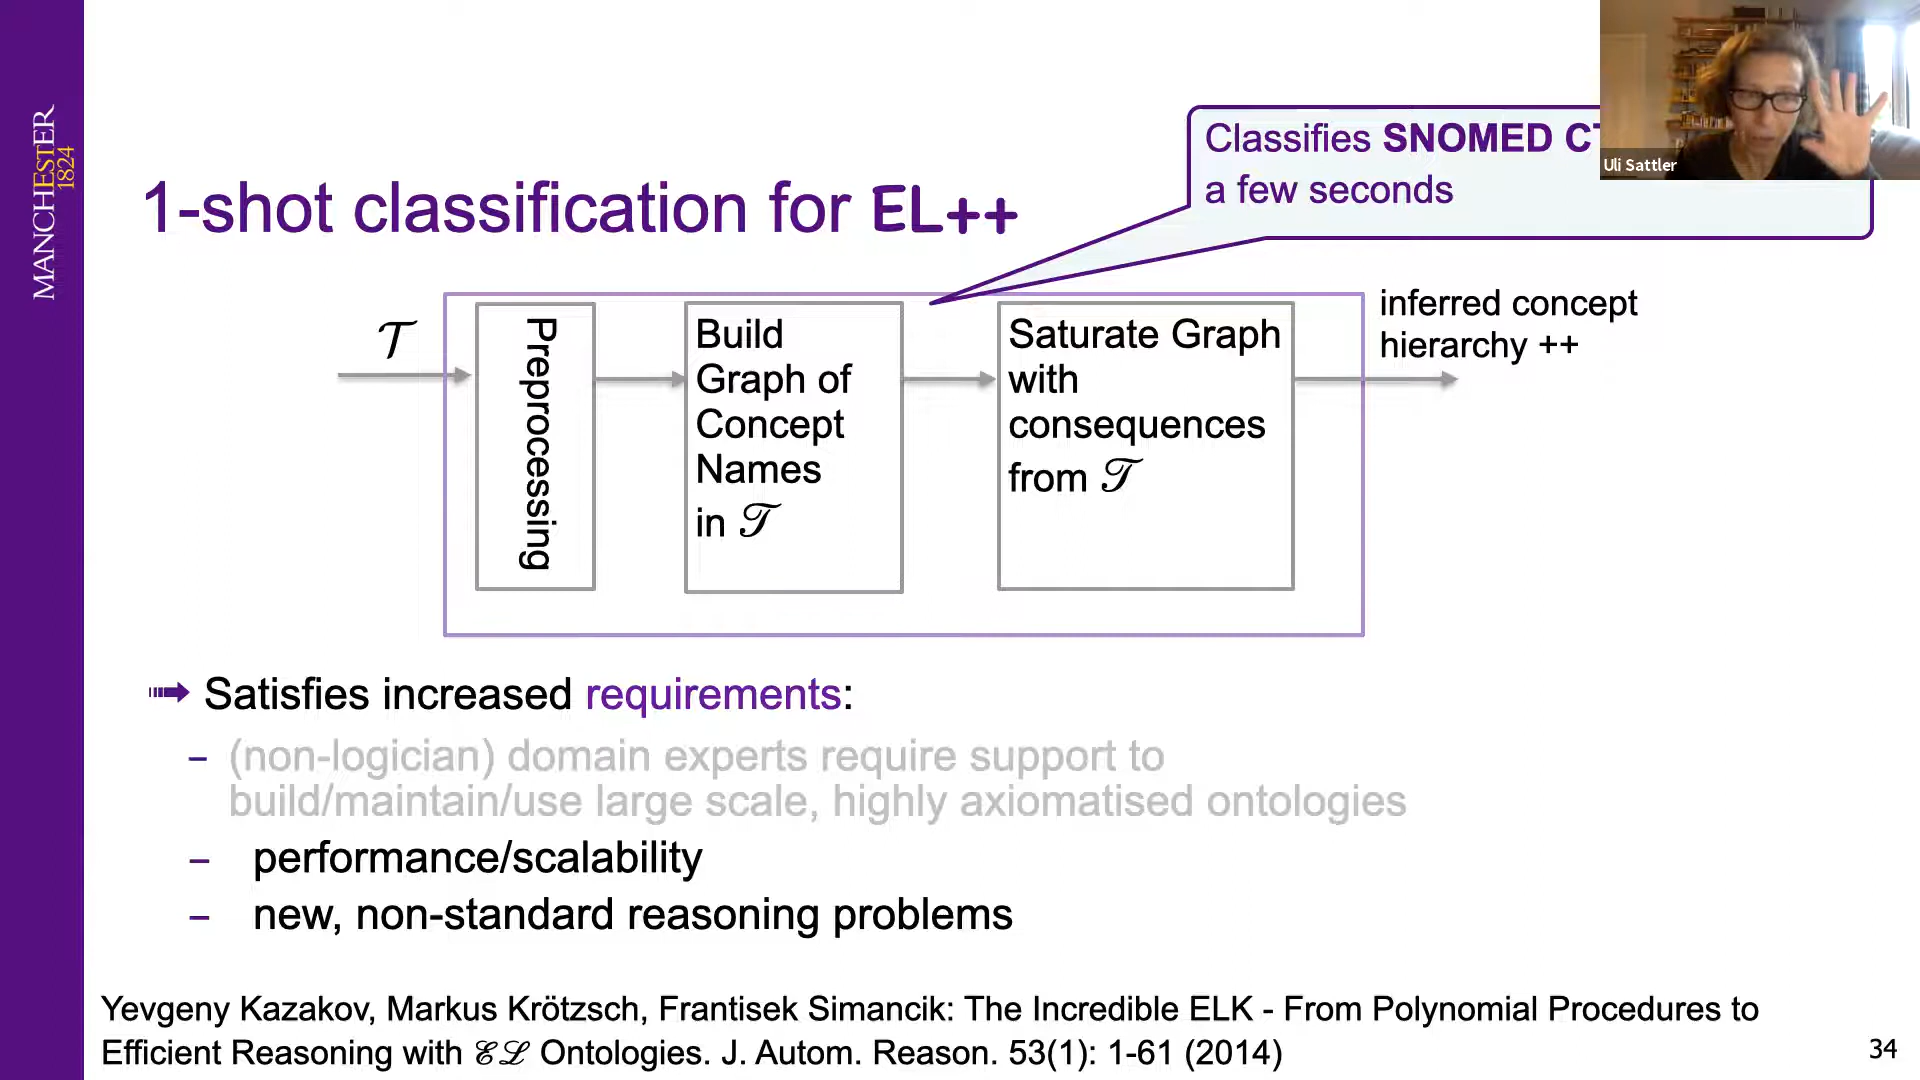 MANCHESTER
1824
Classifies SNOMED CT
a few seconds
Uli Sattler
1-shot classification for EL++
𝒯
Preprocessing
Build
Graph of
Concept
Names
in 𝒯
Saturate Graph
with
consequences
from 𝒯
inferred concept
hierarchy ++
Satisfies increased requirements:
– (non-logician) domain experts require support to
build/maintain/use large scale, highly axiomatised ontologies
– performance/scalability
– new, non-standard reasoning problems
Yevgeny Kazakov, Markus Krötzsch, Frantisek Simancik: The Incredible ELK - From Polynomial Procedures to
Efficient Reasoning with ℰℒ Ontologies. J. Autom. Reason. 53(1): 1-61 (2014)
34